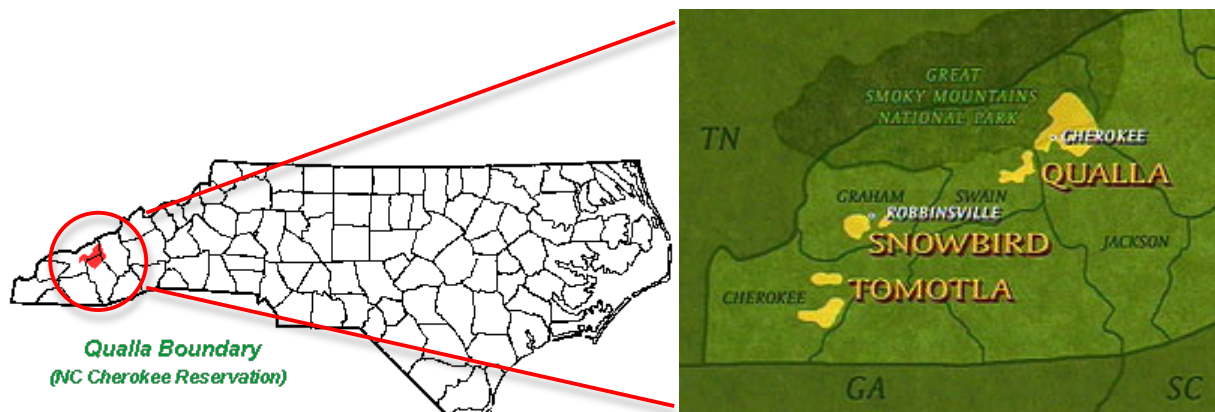 Qualla Boundary
(NC Cherokee Reservation)
GREAT
SMOKY MOUNTAINS
NATIONAL PARK
TN
CHEROKEE
QUALLA
GRAHAM
SWAIN
ROBBINSVILLE
SNOWBIRD
JACKSON
CHEROKEE
TOMOTLA
GA
SC